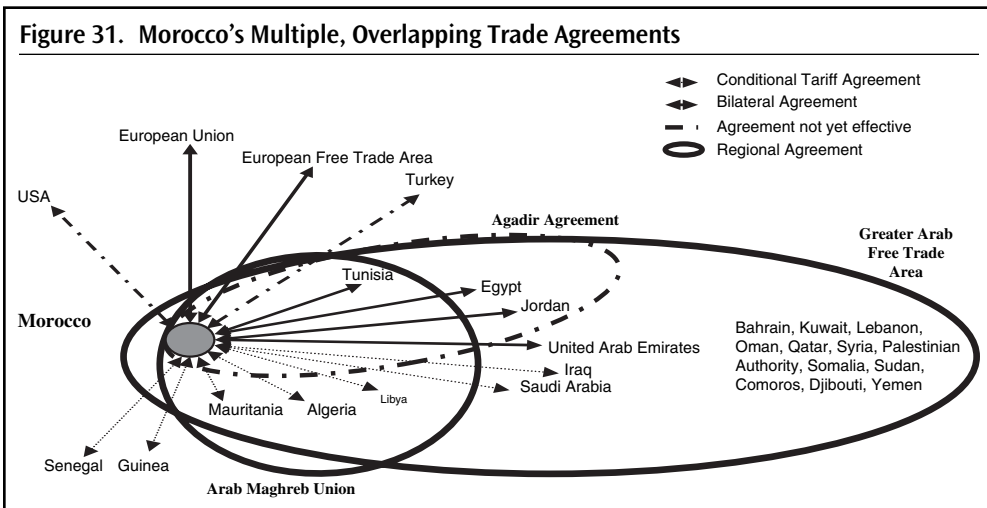 Figure 31. Morocco's Multiple, Overlapping Trade Agreements
Conditional Tariff Agreement
Bilateral Agreement
Agreement not yet effective
Regional Agreement
European Union
European Free Trade Area
Turkey
USA
Agadir Agreement
Greater Arab
Free Trade
Area
Tunisia
Egypt
Jordan
Morocco
United Arab Emirates
Bahrain, Kuwait, Lebanon,
Oman, Qatar, Syria, Palestinian
Authority, Somalia, Sudan,
Comoros, Djibouti, Yemen
Iraq
Saudi Arabia
Libya
Mauritania
Algeria
Senegal
Guinea
Arab Maghreb Union